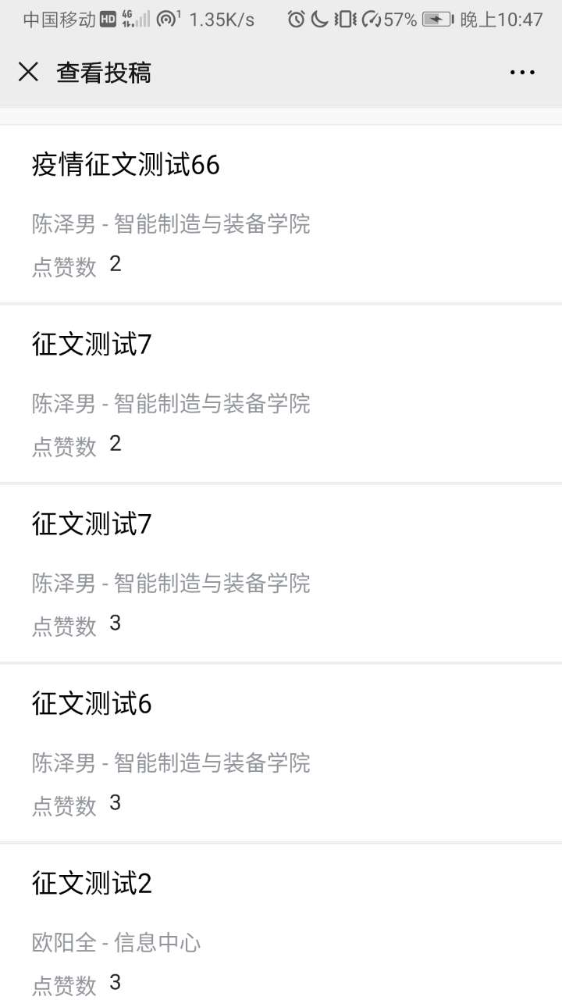 中国移动 HD 4G 1 1.35K/s 57% 晚上10:47
查看投稿
疫情征文测试66
陈泽男 - 智能制造与装备学院
点赞数 2
征文测试7
陈泽男 - 智能制造与装备学院
点赞数 2
征文测试7
陈泽男 - 智能制造与装备学院
点赞数 3
征文测试6
陈泽男 - 智能制造与装备学院
点赞数 3
征文测试2
欧阳全 - 信息中心
点赞数 3